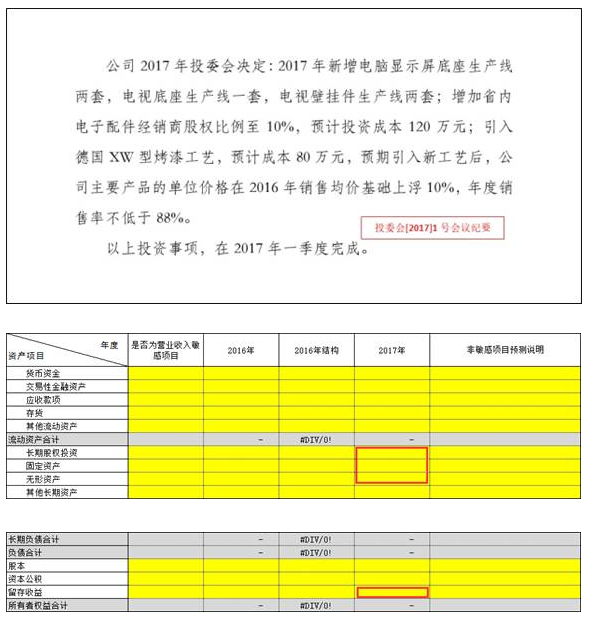 公司 2017 年投委会决定：2017 年新增电脑显示屏底座生产线
两套，电视底座生产线一套，电视壁挂件生产线两套；增加省内
电子配件经销商股权比例至 10%，预计投资成本 120 万元；引入
德国 XW 型烤漆工艺，预计成本 80 万元，预期引入新工艺后，公
司主要产品的单位价格在 2016 年销售均价基础上浮 10%，年度销
售率不低于 88%。
投委会[2017]1 号会议纪要
以上投资事项，在 2017 年一季度完成。
年度
资产项目 是否为营业收入敏感项目 2016年 2016年结构 2017年 非敏感项目预测说明
货币资金
交易性金融资产
应收款项
存货
其他流动资产
流动资产合计 - #DIV/0! -
长期股权投资
固定资产
无形资产
其他长期资产
长期负债合计 - #DIV/0! -
负债合计 - #DIV/0! -
股本
资本公积
留存收益
所有者权益合计 - #DIV/0! -